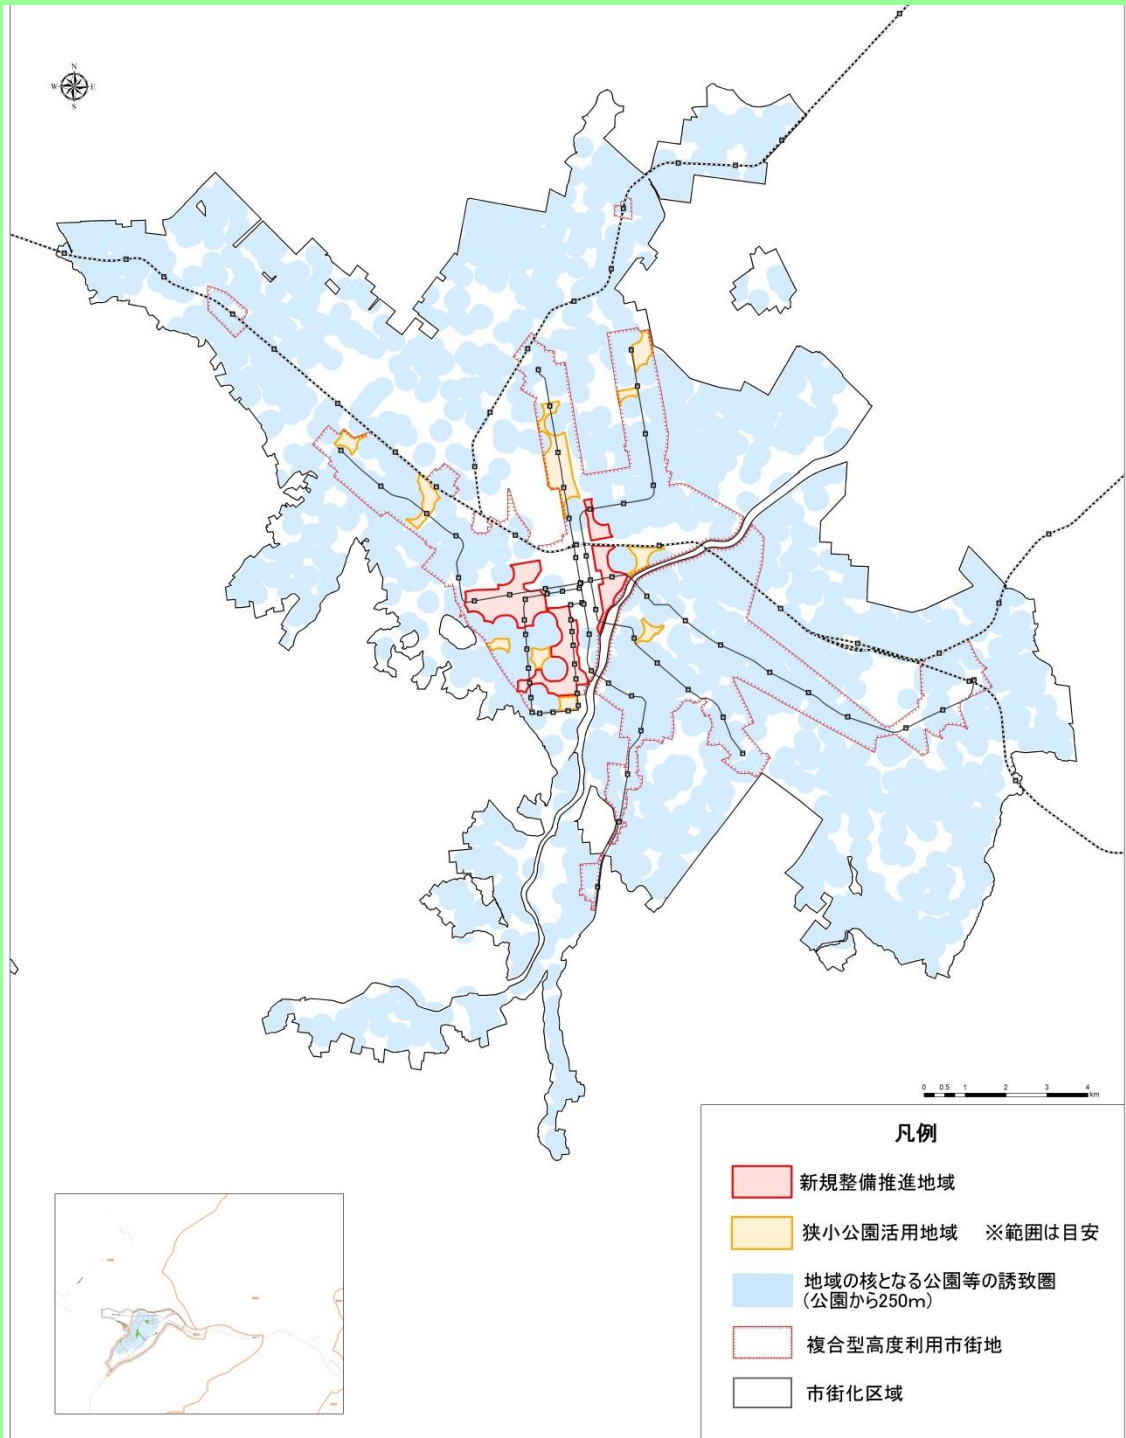 N
W E
S
0 0.5 1 2 3 4
km
凡例
新規整備推進地域
狭小公園活用地域 ※範囲は目安
地域の核となる公園等の誘致圏
(公園から250m)
複合型高度利用市街地
市街化区域